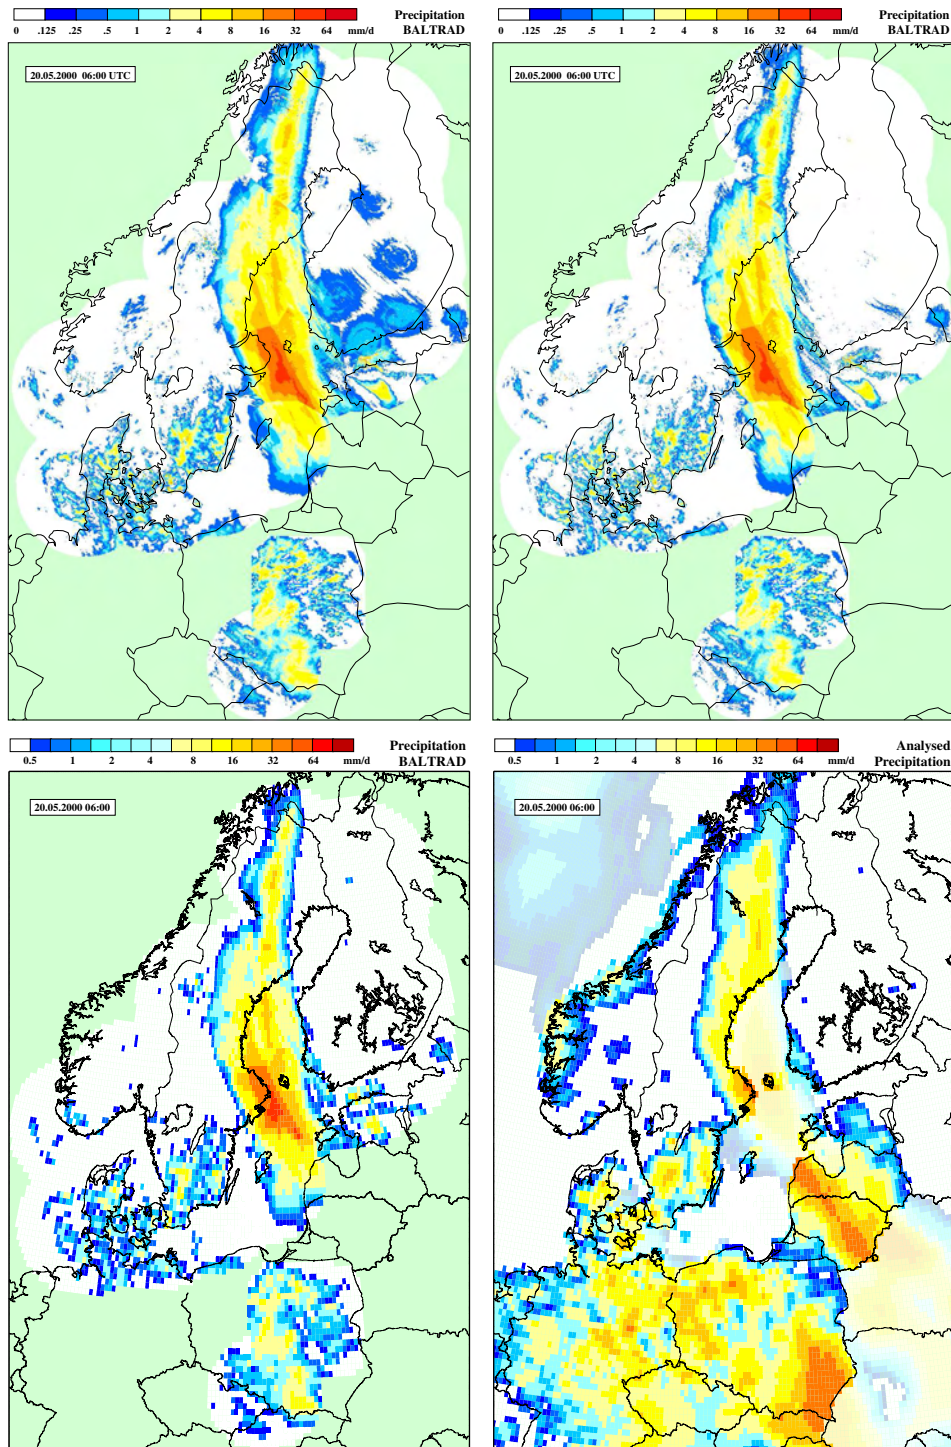 Precipitation
BALTRAD
0 .125 .25 .5 1 2 4 8 16 32 64 mm/d
20.05.2000 06:00 UTC
Precipitation
BALTRAD
0 .125 .25 .5 1 2 4 8 16 32 64 mm/d
20.05.2000 06:00 UTC
Precipitation
BALTRAD
0.5 1 2 4 8 16 32 64 mm/d
20.05.2000 06:00
Analysed
Precipitation
0.5 1 2 4 8 16 32 64 mm/d
20.05.2000 06:00